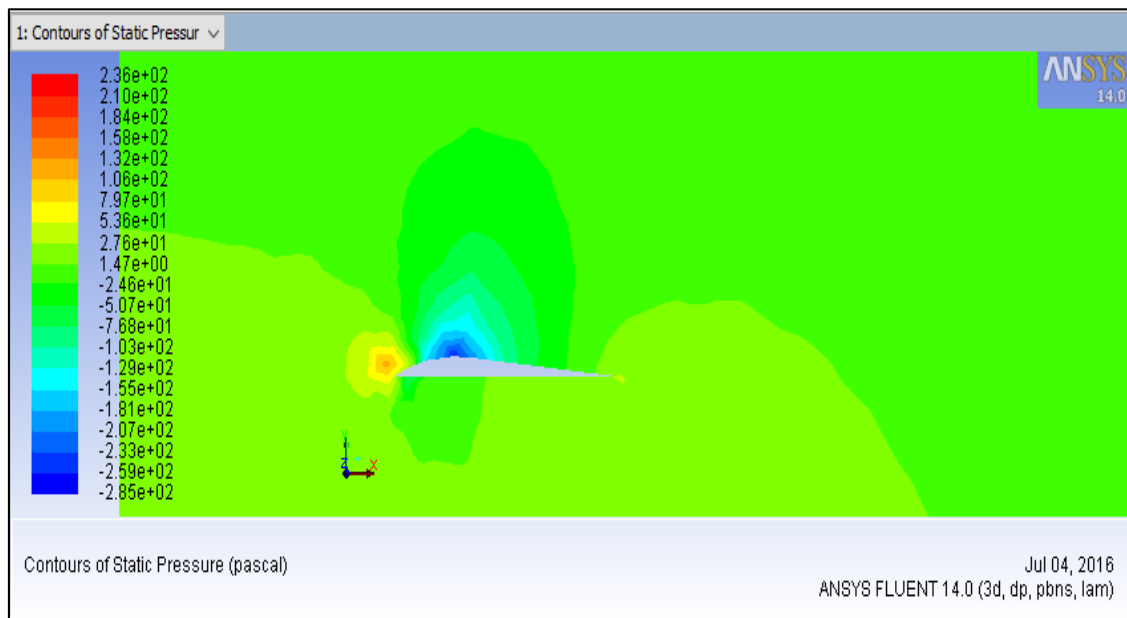 1: Contours of Static Pressur
ANSYS
14.0
2.36e+02
2.10e+02
1.84e+02
1.58e+02
1.32e+02
1.06e+02
7.97e+01
5.36e+01
2.76e+01
1.47e+00
-2.46e+01
-5.07e+01
-7.68e+01
-1.03e+02
-1.29e+02
-1.55e+02
-1.81e+02
-2.07e+02
-2.33e+02
-2.59e+02
-2.85e+02
Y
Z X
Contours of Static Pressure (pascal)
Jul 04, 2016
ANSYS FLUENT 14.0 (3d, dp, pbns, lam)